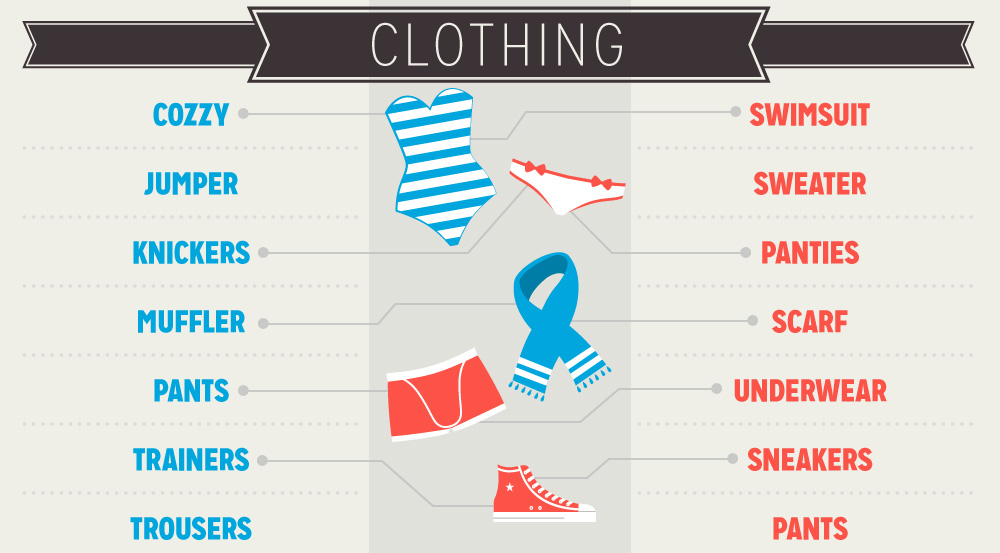 CLOTHING
COZZY SWIMSUIT
JUMPER SWEATER
KNICKERS PANTIES
MUFFLER SCARF
PANTS UNDERWEAR
TRAINERS SNEAKERS
TROUSERS PANTS